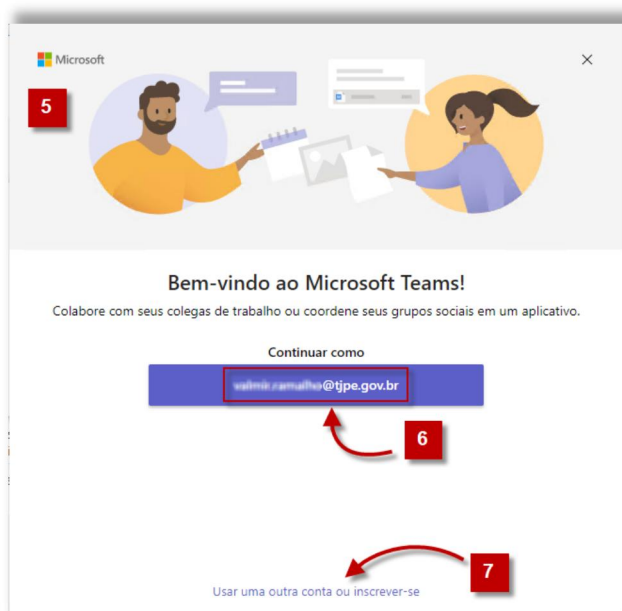 Microsoft
5
Bem-vindo ao Microsoft Teams!
Colabore com seus colegas de trabalho ou coordene seus grupos sociais em um aplicativo.
Continuar como
@tjpe.gov.br
6
7
Usar uma outra conta ou inscrever-se